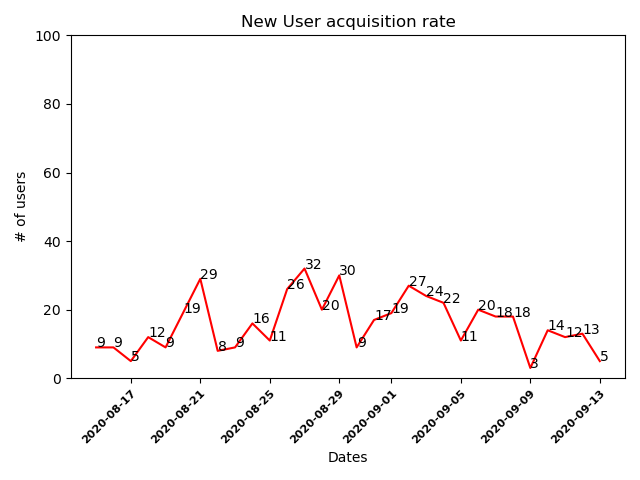 New User acquisition rate
100
80
60
40
20
0
# of users
9 9 5 12 9 19 29 8 9 16 11 26 32 20 30 9 17 19 27 24 22 11 20 18 18 3 14 12 13 5
2020-08-17 2020-08-21 2020-08-25 2020-08-29 2020-09-01 2020-09-05 2020-09-09 2020-09-13
Dates